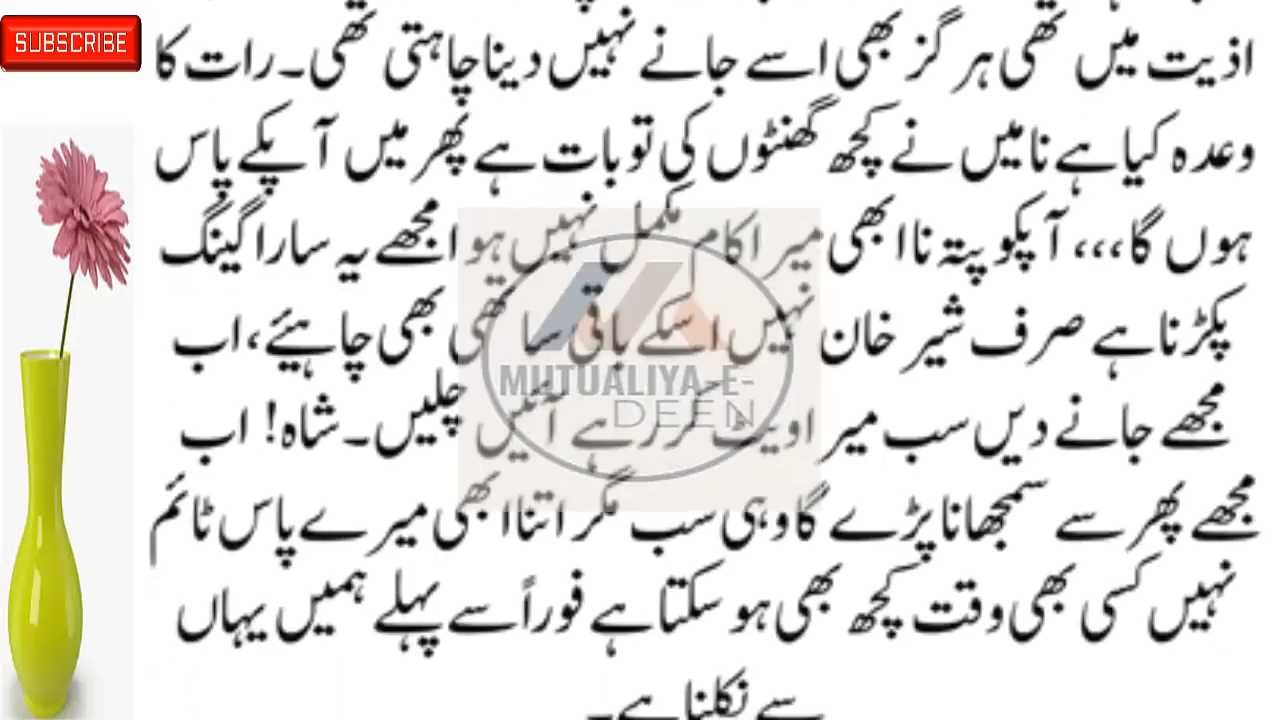 SUBSCRIBE
اذیت میں تھی ہر گز بھی اسے جانے نہیں دینا چاہتی تھی۔ رات کا
وعدہ کیا ہے نا میں نے کچھ گھنٹوں کی تو بات ہے پھر میں آپکے پاس
ہوں گا،،، آپکو پتہ نا ابھی میرا کام مکمل نہیں ہوا مجھے یہ سارا گینگ
پکڑنا ہے صرف شیر خان نہیں اسکے باقی ساتھی بھی چاہیئے، اب
مجھے جانے دیں سب میرا ویٹ کر رہے آئیں چلیں۔ شاہ! اب
مجھے پھر سے سمجھانا پڑے گا وہی سب مگر اتنا ابھی میرے پاس ٹائم
نہیں کسی بھی وقت کچھ بھی ہو سکتا ہے فوراً سے پہلے ہمیں یہاں
سے نکلنا ہے۔
MUTUALIYA-E-
DEEN